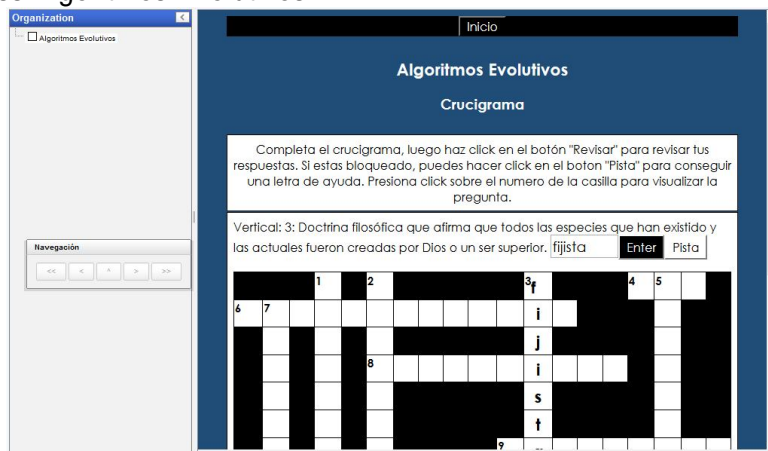 Organization
Algoritmos Evolutivos
Navegación
<< < ^ > >>
Inicio
Algoritmos Evolutivos
Crucigrama
Completa el crucigrama, luego haz click en el botón "Revisar" para revisar tus
respuestas. Si estas bloqueado, puedes hacer click en el boton "Pista" para conseguir
una letra de ayuda. Presiona click sobre el numero de la casilla para visualizar la
pregunta.
Vertical: 3: Doctrina filosófica que afirma que todos las especies que han existido y
las actuales fueron creadas por Dios o un ser superior. fijista Enter Pista
1 2 3 f 4 5
6 7 i
j
8 i
s
t
9